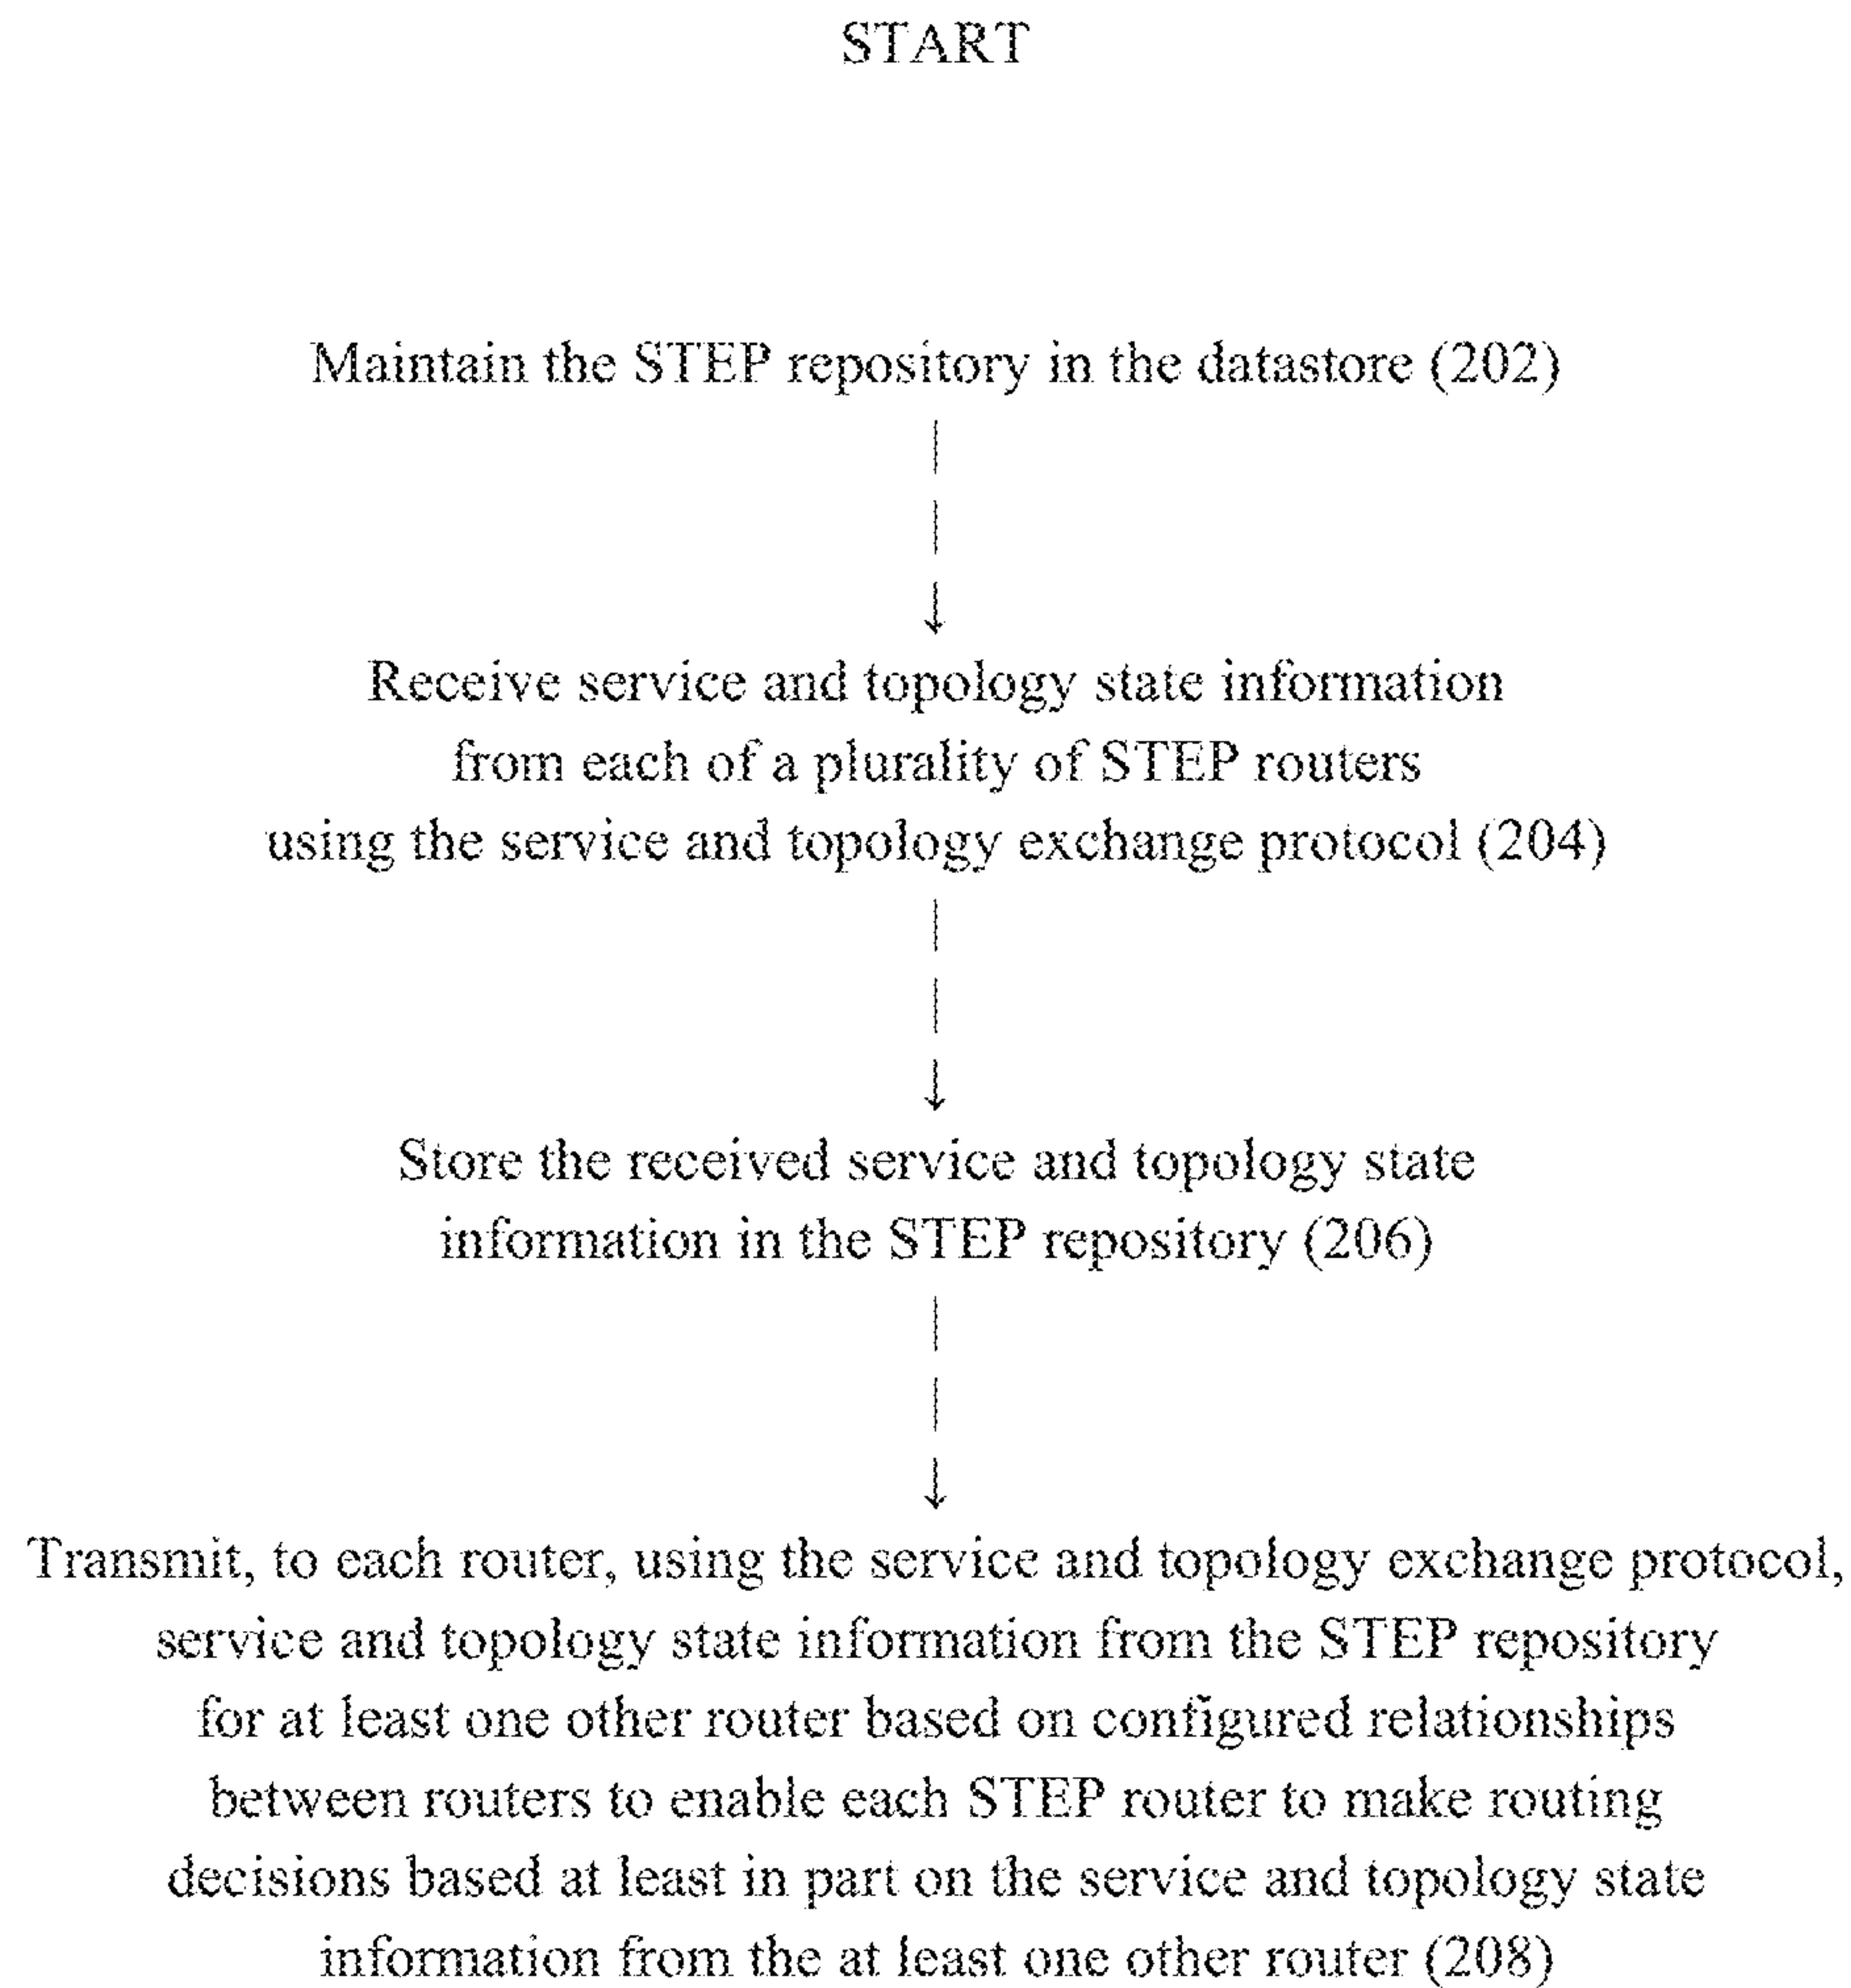 START
Maintain the STEP repository in the datastore (202)
Receive service and topology state information
from each of a plurality of STEP routers
using the service and topology exchange protocol (204)
Store the received service and topology state
information in the STEP repository (206)
Transmit, to each router, using the service and topology exchange protocol,
service and topology state information from the STEP repository
for at least one other router based on configured relationships
between routers to enable each STEP router to make routing
decisions based at least in part on the service and topology state
information from the at least one other router (208)